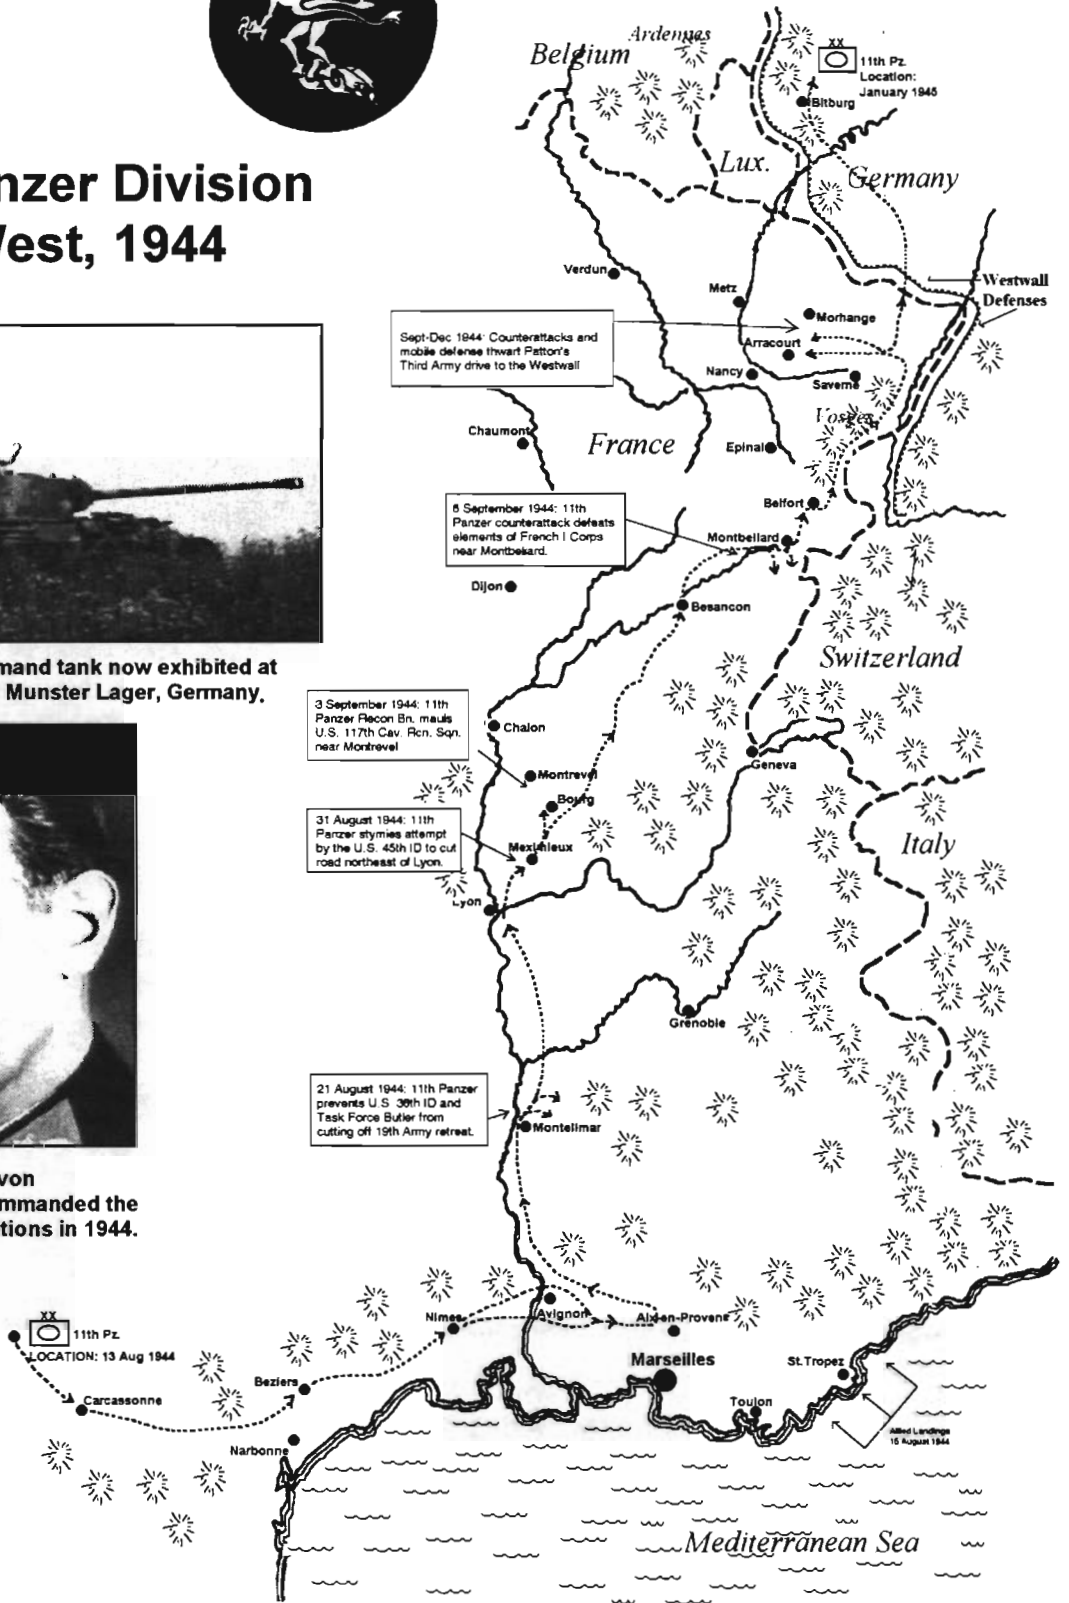 nzer Division
West, 1944
mand tank now exhibited at
Munster Lager, Germany.
von
mmanded the
tions in 1944.
Belgium
Ardennes
XX
11th Pz.
Location:
January 1945
Bitburg
Lux.
Germany
Verdun
Metz
Westwall
Defenses
Morhange
Sept-Dec 1944: Counterattacks and
mobile defense thwart Patton's
Third Army drive to the Westwall
Arracourt
Nancy
Saverne
Vosges
Chaumont
France
Epinal
Belfort
6 September 1944: 11th
Panzer counterattack defeats
elements of French I Corps
near Montbeliard.
Montbeliard
Dijon
Besancon
Switzerland
3 September 1944: 11th
Panzer Recon Bn. mauls
U.S. 117th Cav. Rcn. Sqn.
near Montrevel
Chalon
Geneva
Montrevel
Bourg
31 August 1944: 11th
Panzer stymies attempt
by the U.S. 45th ID to cut
road northeast of Lyon.
Meximieux
Italy
Lyon
Grenoble
21 August 1944: 11th Panzer
prevents U.S. 36th ID and
Task Force Butler from
cutting off 19th Army retreat.
Montelimar
XX
11th Pz.
LOCATION: 13 Aug 1944
Nimes
Avignon
Aix-en-Provence
Marseilles
St.Tropez
Beziers
Carcassonne
Toulon
Narbonne
Allied Landings
15 August 1944
Mediterranean Sea